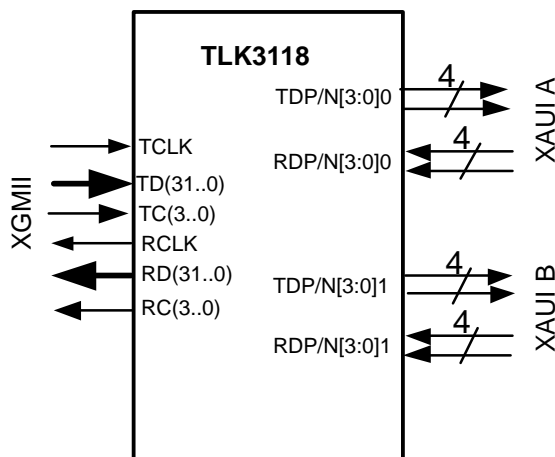 TLK3118
TDP/N[3:0]0
4
XAUI A
RDP/N[3:0]0
4
XGMII
TCLK
TD(31..0)
TC(3..0)
RCLK
RD(31..0)
RC(3..0)
TDP/N[3:0]1
4
XAUI B
RDP/N[3:0]1
4